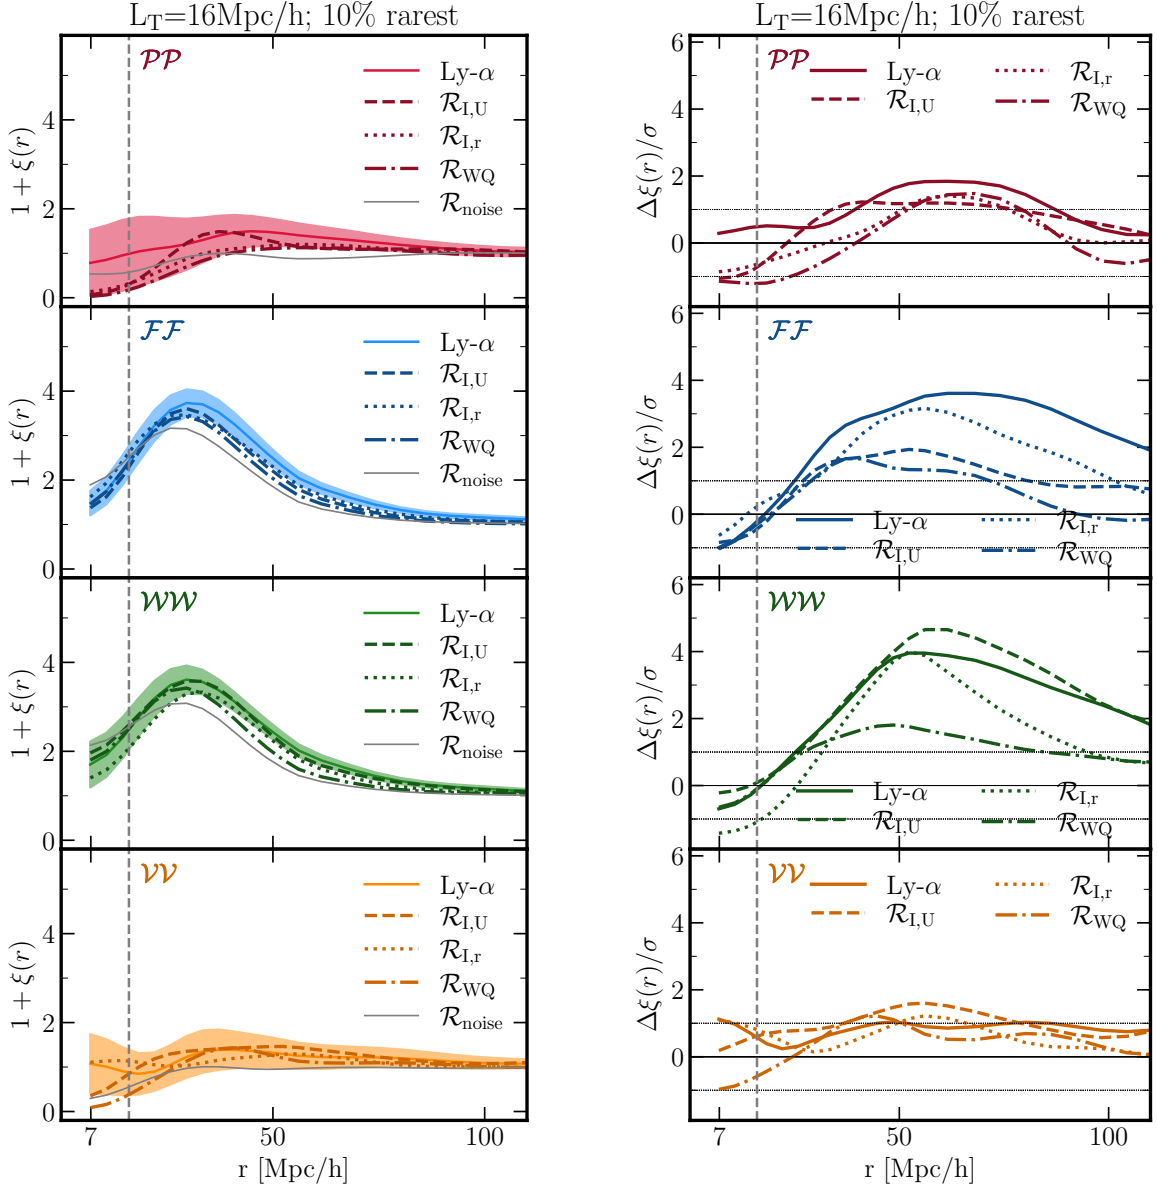 L_T=16Mpc/h; 10% rarest
𝒫𝒫
Ly-α
ℛ_I,U
ℛ_I,r
ℛ_WQ
ℛ_noise
1 + ξ(r)
4
2
0
ℱℱ
Ly-α
ℛ_I,U
ℛ_I,r
ℛ_WQ
ℛ_noise
1 + ξ(r)
4
2
0
𝒲𝒲
Ly-α
ℛ_I,U
ℛ_I,r
ℛ_WQ
ℛ_noise
1 + ξ(r)
4
2
0
𝒱𝒱
Ly-α
ℛ_I,U
ℛ_I,r
ℛ_WQ
ℛ_noise
1 + ξ(r)
4
2
0
7 50 100
r [Mpc/h]
L_T=16Mpc/h; 10% rarest
𝒫𝒫
Ly-α ℛ_I,r
ℛ_I,U ℛ_WQ
Δξ(r)/σ
6
4
2
0
ℱℱ
Ly-α ℛ_I,r
ℛ_I,U ℛ_WQ
Δξ(r)/σ
6
4
2
0
𝒲𝒲
Ly-α ℛ_I,r
ℛ_I,U ℛ_WQ
Δξ(r)/σ
6
4
2
0
𝒱𝒱
Ly-α ℛ_I,r
ℛ_I,U ℛ_WQ
Δξ(r)/σ
6
4
2
0
7 50 100
r [Mpc/h]